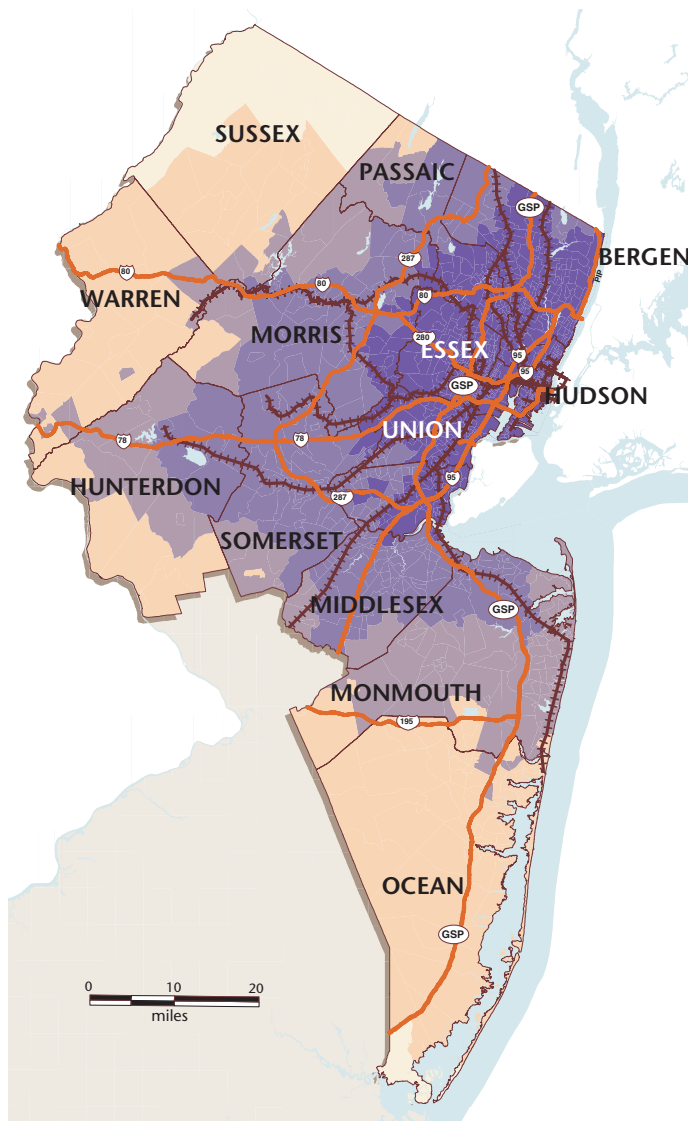 SUSSEX
PASSAIC
GSP
BERGEN
PIP
287
80
WARREN
80
80
MORRIS
280
ESSEX
95
95
GSP
HUDSON
UNION
78
78
HUNTERDON
287
95
SOMERSET
MIDDLESEX
GSP
MONMOUTH
195
OCEAN
GSP
0 10 20
miles